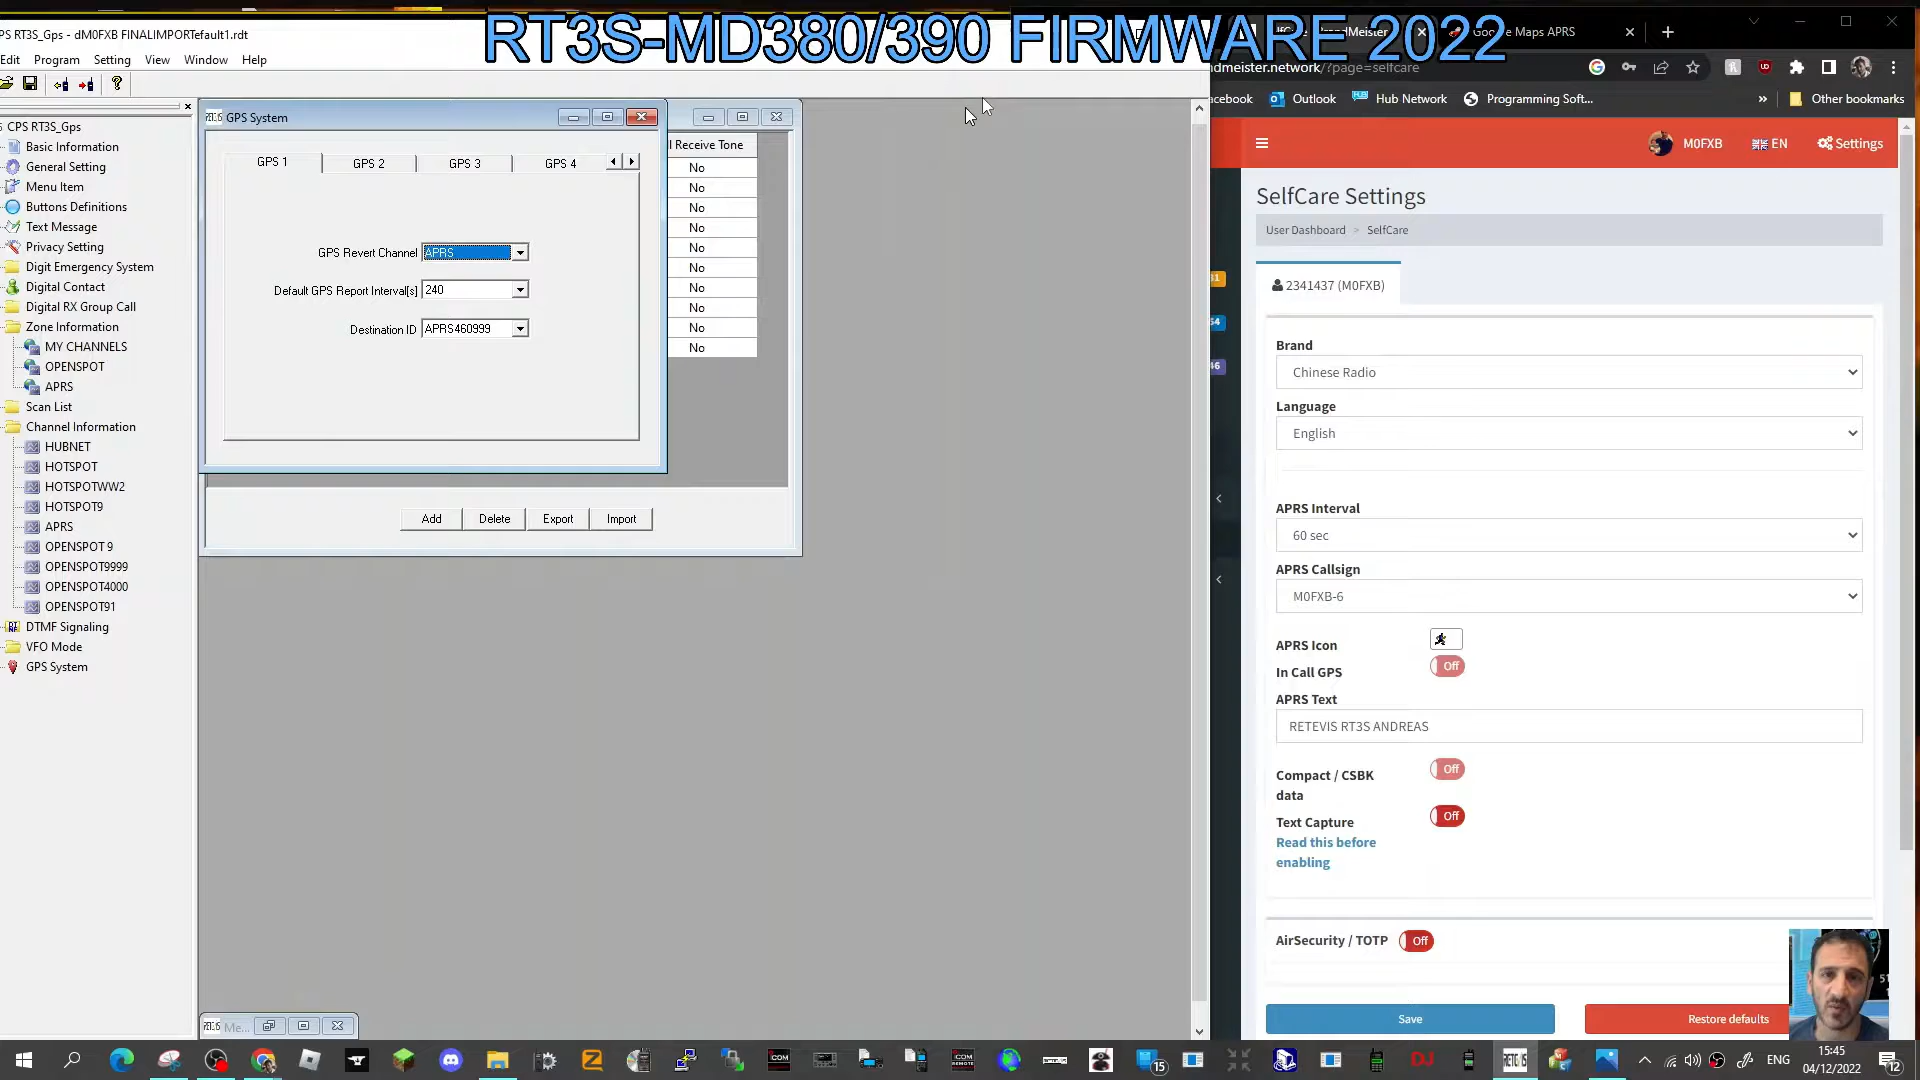 RT3S-MD380/390 FIRMWARE 2022
PS RT3S_Gps - dM0FXB FINALIMPORTefault1.rdt
Edit Program Setting View Window Help
CPS RT3S_Gps
Basic Information
General Setting
Menu Item
Buttons Definitions
Text Message
Privacy Setting
Digit Emergency System
Digital Contact
Digital RX Group Call
Zone Information
MY CHANNELS
OPENSPOT
APRS
Scan List
Channel Information
HUBNET
HOTSPOT
HOTSPOTWW2
HOTSPOT9
APRS
OPENSPOT 9
OPENSPOT9999
OPENSPOT4000
OPENSPOT91
DTMF Signaling
VFO Mode
GPS System
GPS System
GPS 1 GPS 2 GPS 3 GPS 4
GPS Revert Channel APRS
Default GPS Report Interval[s] 240
Destination ID APRS460999
l Receive Tone
No
No
No
No
No
No
No
No
No
No
Add Delete Export Import
Me...
Maps APRS
ndmeister.network/?page=selfcare
acebook Outlook Hub Network Programming Soft... » Other bookmarks
M0FXB EN Settings
SelfCare Settings
User Dashboard > SelfCare
2341437 (M0FXB)
Brand
Chinese Radio
Language
English
APRS Interval
60 sec
APRS Callsign
M0FXB-6
APRS Icon
In Call GPS Off
APRS Text
RETEVIS RT3S ANDREAS
Compact / CSBK data Off
Text Capture Off
Read this before
enabling
AirSecurity / TOTP Off
Save Restore defaults
ENG
15:45
04/12/2022